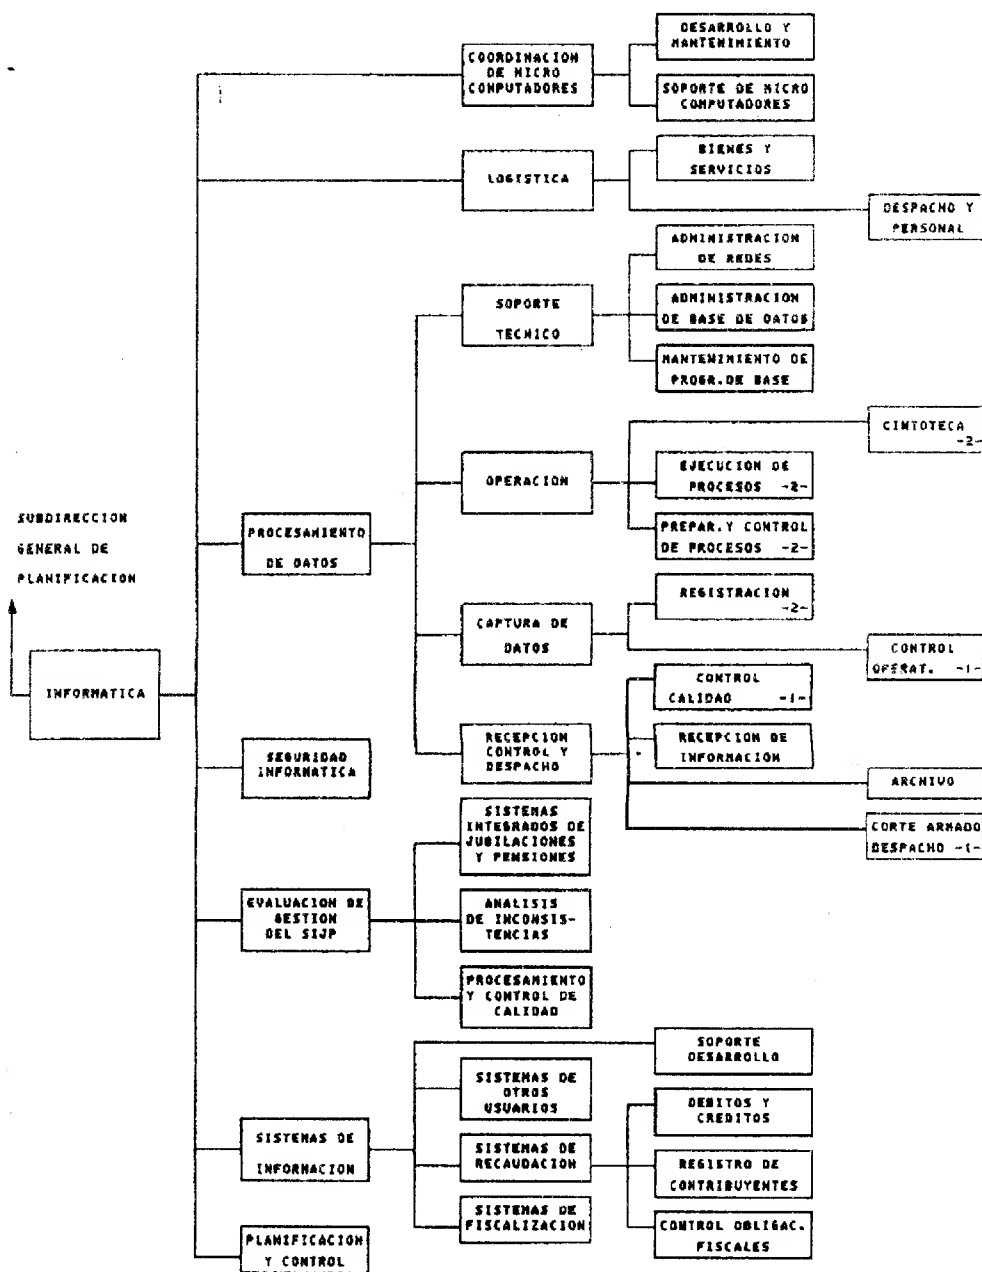 DESARROLLO Y
MANTENIMIENTO
COORDINACION
DE MICRO
COMPUTADORES
SOPORTE DE MICRO
COMPUTADORES
BIENES Y
SERVICIOS
LOGISTICA
DESPACHO Y
PERSONAL
ADMINISTRACION
DE REDES
SOPORTE
TECNICO
ADMINISTRACION
DE BASE DE DATOS
MANTENIMIENTO DE
PROGR.DE BASE
CINTOTECA
-2-
OPERACION
EJECUCION DE
PROCESOS -2-
PREPAR.Y CONTROL
DE PROCESOS -2-
SUBDIRECCION
GENERAL DE
PLANIFICACION
PROCESAMIENTO
DE DATOS
REGISTRACION
-2-
CAPTURA DE
DATOS
CONTROL
OPERAT. -1-
INFORMATICA
CONTROL
CALIDAD -1-
RECEPCION
CONTROL Y
DESPACHO
RECEPCION DE
INFORMACION
ARCHIVO
CORTE ARMADO
DESPACHO -1-
SEGURIDAD
INFORMATICA
SISTEMAS
INTEGRADOS DE
JUBILACIONES
Y PENSIONES
EVALUACION DE
GESTION
DEL SIJP
ANALISIS
DE INCONSIS-
TENCIAS
PROCESAMIENTO
Y CONTROL DE
CALIDAD
SOPORTE
DESARROLLO
SISTEMAS DE
OTROS
USUARIOS
DEBITOS Y
CREDITOS
SISTEMAS DE
INFORMACION
SISTEMAS DE
RECAUDACION
REGISTRO DE
CONTRIBUYENTES
SISTEMAS DE
FISCALIZACION
CONTROL OBLIGAC.
FISCALES
PLANIFICACION
Y CONTROL